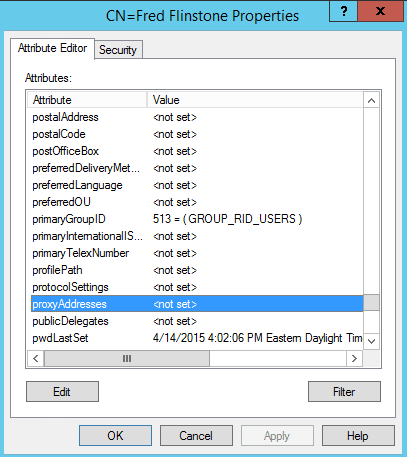 CN=Fred Flinstone Properties
? X
Attribute Editor Security
Attributes:
Attribute Value
postalAddress <not set>
postalCode <not set>
postOfficeBox <not set>
preferredDeliveryMet... <not set>
preferredLanguage <not set>
preferredOU <not set>
primaryGroupID 513 = ( GROUP_RID_USERS )
primaryInternationalIS... <not set>
primaryTelexNumber <not set>
profilePath <not set>
protocolSettings <not set>
proxyAddresses <not set>
publicDelegates <not set>
pwdLastSet 4/14/2015 4:02:06 PM Eastern Daylight Tim
Edit Filter
OK Cancel Apply Help